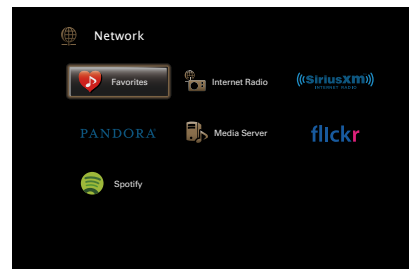 Network
Favorites
Internet Radio
((SiriusXM))
INTERNET RADIO
PANDORA
Media Server
flickr
Spotify